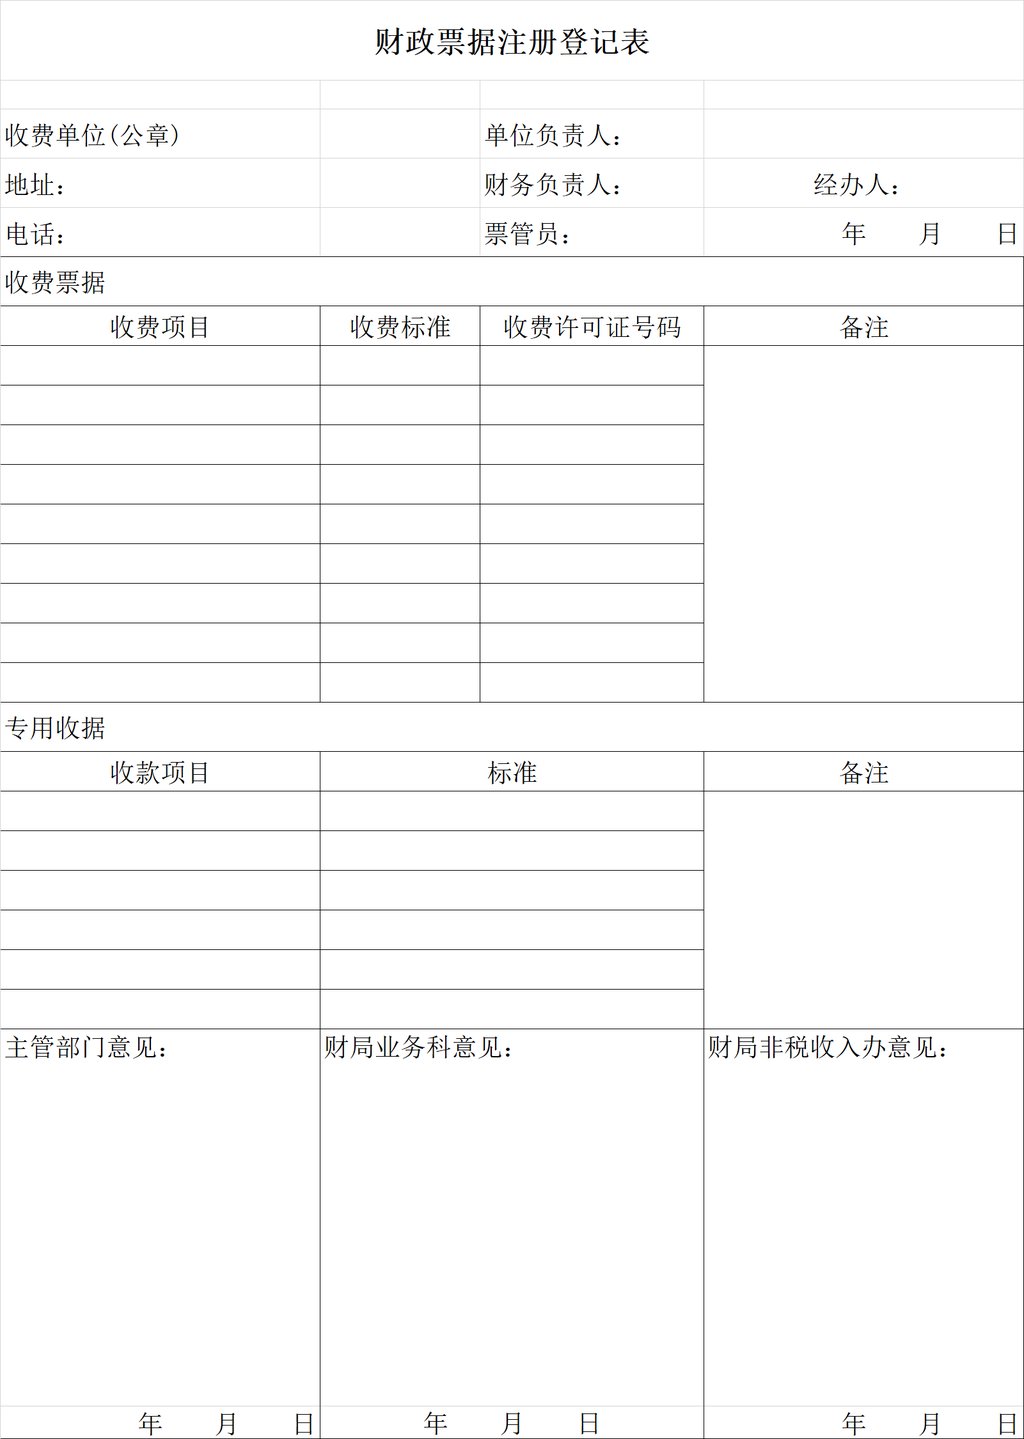 财政票据注册登记表
收费单位(公章) 单位负责人：
地址： 财务负责人： 经办人：
电话： 票管员： 年 月 日
收费票据
收费项目 收费标准 收费许可证号码 备注
专用收据
收款项目 标准 备注
主管部门意见： 财局业务科意见： 财局非税收入办意见：
年 月 日 年 月 日 年 月 日